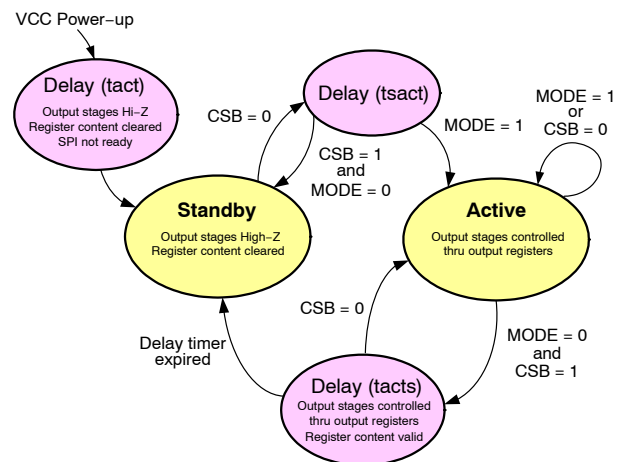 VCC Power-up
Delay (tact)
Output stages Hi-Z
Register content cleared
SPI not ready
CSB = 0
Delay (tsact)
CSB = 1
and
MODE = 0
MODE = 1
MODE = 1
or
CSB = 0
Standby
Output stages High-Z
Register content cleared
Active
Output stages controlled
thru output registers
CSB = 0
Delay timer
expired
MODE = 0
and
CSB = 1
Delay (tacts)
Output stages controlled
thru output registers
Register content valid